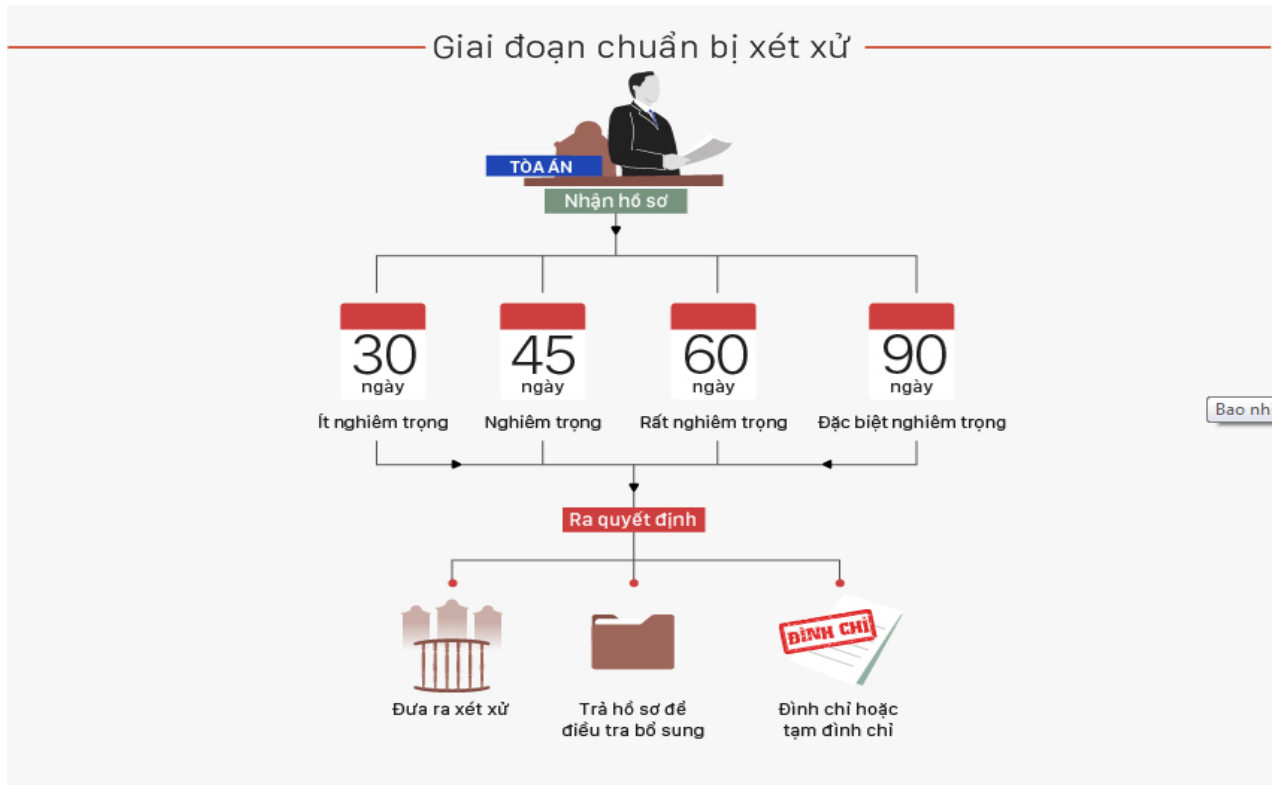 Giai đoạn chuẩn bị xét xử
TÒA ÁN
Nhận hồ sơ
30
ngày
Ít nghiêm trọng
45
ngày
Nghiêm trọng
60
ngày
Rất nghiêm trọng
90
ngày
Đặc biệt nghiêm trọng
Bao
Ra quyết định
Đưa ra xét xử
Trả hồ sơ để
điều tra bổ sung
ĐÌNH CHỈ
Đình chỉ hoặc
tạm đình chỉ